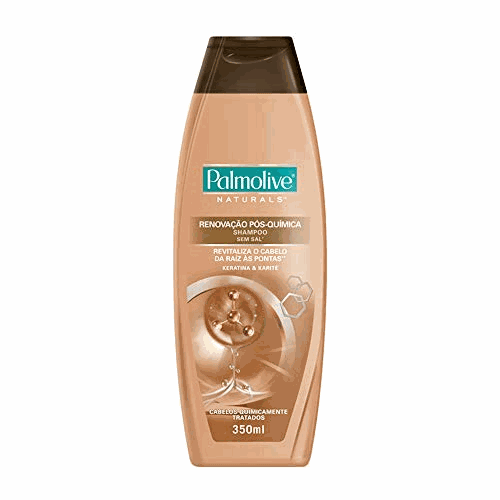 Palmolive
NATURALS
RENOVAÇÃO PÓS-QUÍMICA
SHAMPOO
SEM SAL*
REVITALIZA O CABELO
DA RAÍZ ÀS PONTAS**
KERATINA & KARITÉ
CABELOS QUIMICAMENTE
TRATADOS
350ml